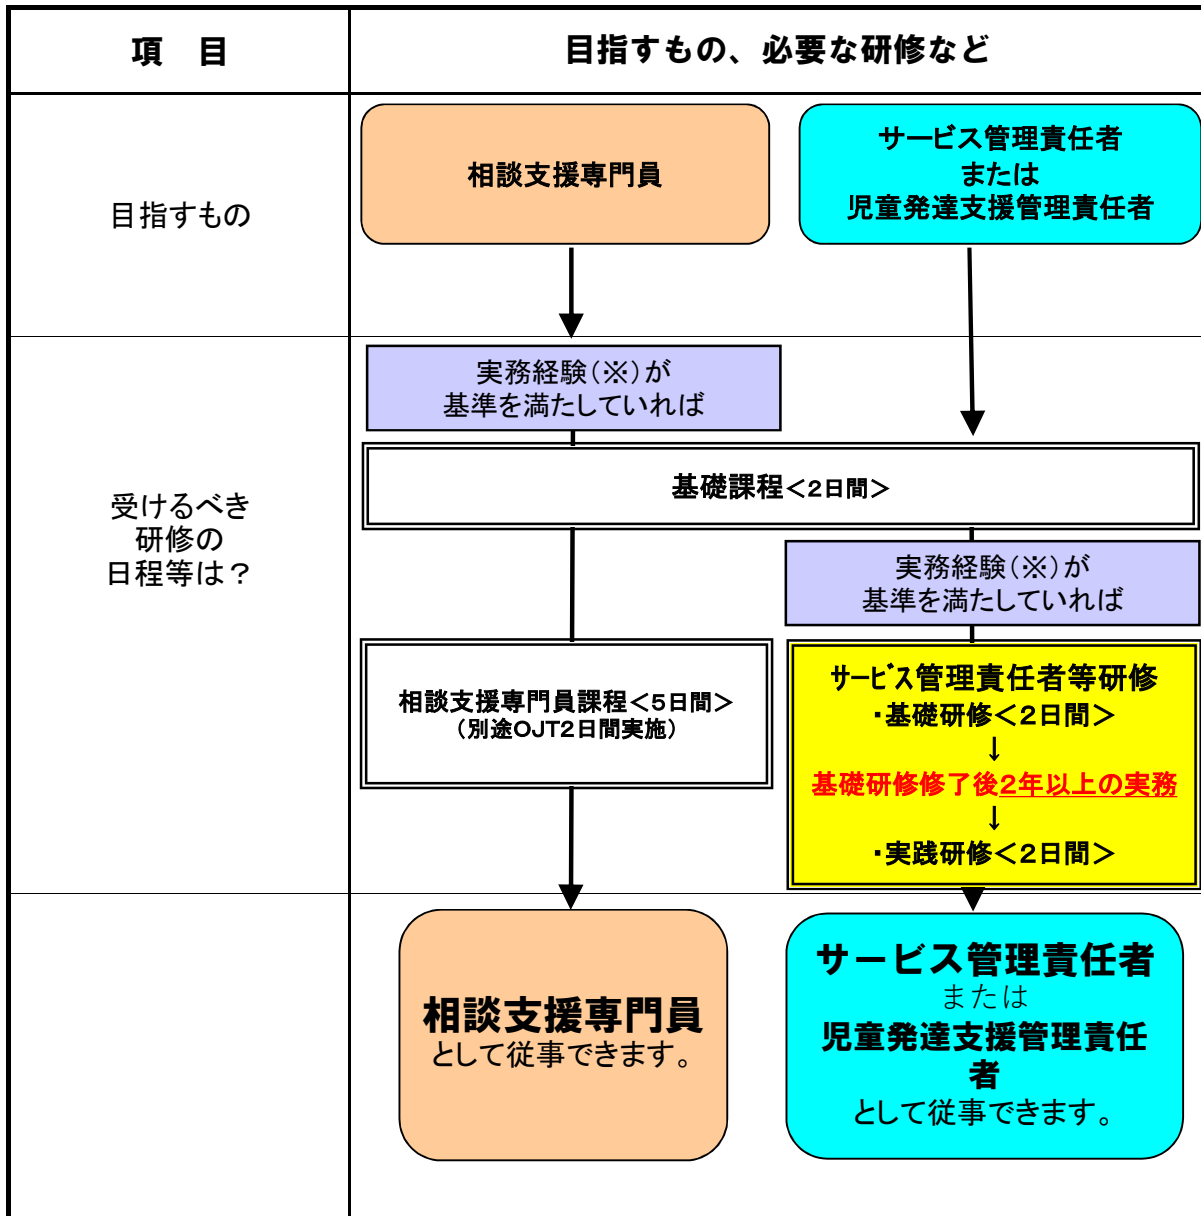 項　目
目指すもの、必要な研修など
目指すもの
相談支援専門員
サービス管理責任者
または
児童発達支援管理責任者
受けるべき
研修の
日程等は？
実務経験（※）が
基準を満たしていれば
基礎課程＜2日間＞
実務経験（※）が
基準を満たしていれば
相談支援専門員課程＜5日間＞
（別途OJT2日間実施）
ｻｰﾋﾞｽ管理責任者等研修
・基礎研修＜2日間＞
↓
基礎研修修了後2年以上の実務
↓
・実践研修＜2日間＞
相談支援専門員
として従事できます。
サービス管理責任者
または
児童発達支援管理責任
者
として従事できます。